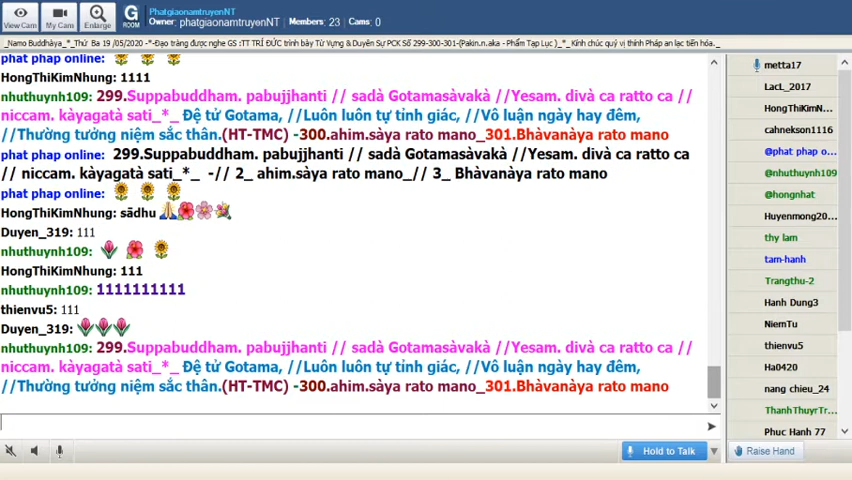 View Cam
My Cam
Enlarge
G
ROOM
PhatgiaonamtruyenNT
Owner: phatgiaonamtruyenNT Members: 23 Cams: 0
_Namo Buddhàya_*_Thứ Ba 19 /05/2020 -*-Đạo tràng được nghe GS :TT TRÍ ĐỨC trình bày Từ Vựng & Duyên Sự PCK Số 299-300-301-(Pakin.n.aka - Phẩm Tạp Lục )_*_ Kính chúc quý vị thính Pháp an lạc tiến hóa._
phat phap online:
HongThiKimNhung: 1111
nhuthuynh109: 299.Suppabuddham. pabujjhanti // sadà Gotamasàvakà //Yesam. divà ca ratto ca //
niccam. kàyagatà sati_*_ Đệ tử Gotama, //Luôn luôn tự tỉnh giác, //Vô luận ngày hay đêm,
//Thường tưởng niệm sắc thân.(HT-TMC) -300.ahim.sàya rato mano_301.Bhàvanàya rato mano
phat phap online: 299.Suppabuddham. pabujjhanti // sadà Gotamasàvakà //Yesam. divà ca ratto ca
// niccam. kàyagatà sati_*_ -// 2_ ahim.sàya rato mano_// 3_ Bhàvanàya rato mano
phat phap online:
HongThiKimNhung: sādhu
Duyen_319: 111
nhuthuynh109:
HongThiKimNhung: 111
nhuthuynh109: 1111111111
thienvu5: 111
Duyen_319:
nhuthuynh109: 299.Suppabuddham. pabujjhanti // sadà Gotamasàvakà //Yesam. divà ca ratto ca //
niccam. kàyagatà sati_*_ Đệ tử Gotama, //Luôn luôn tự tỉnh giác, //Vô luận ngày hay đêm,
//Thường tưởng niệm sắc thân.(HT-TMC) -300.ahim.sàya rato mano_301.Bhàvanàya rato mano
metta17
LacL_2017
HongThiKimN...
cahnekson1116
@phat phap o...
@nhuthuynh109
@hongnhat
Huyenmong20...
thy lam
tam-hanh
Trangthu-2
Hanh Dung3
NiemTu
thienvu5
Ha0420
nang chieu_24
ThanhThuyrTr...
Phuc Hanh 77
Hold to Talk
Raise Hand